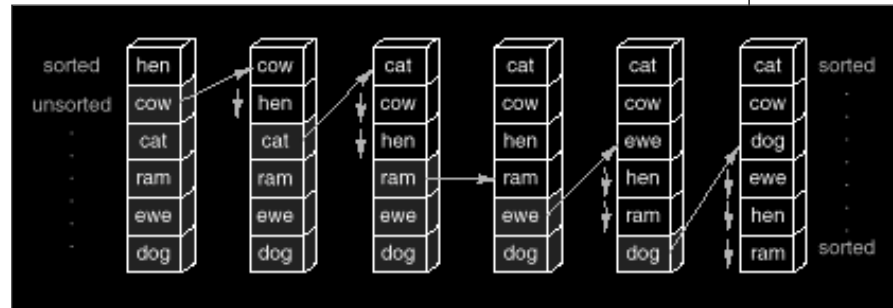 sorted hen cow cat cat cat cat sorted
unsorted cow hen cow cow cow cow
cat cat hen hen ewe dog
ram ram ram ram hen ewe
ewe ewe ewe ewe ram hen
dog dog dog dog dog ram sorted